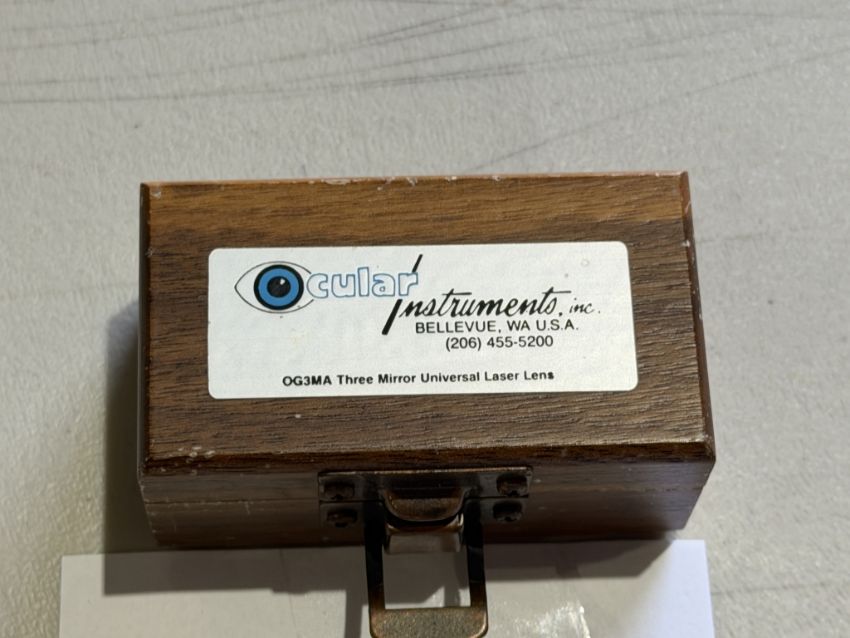 Ocular Instruments, inc.
BELLEVUE, WA U.S.A.
(206) 455-5200
OG3MA Three Mirror Universal Laser Lens